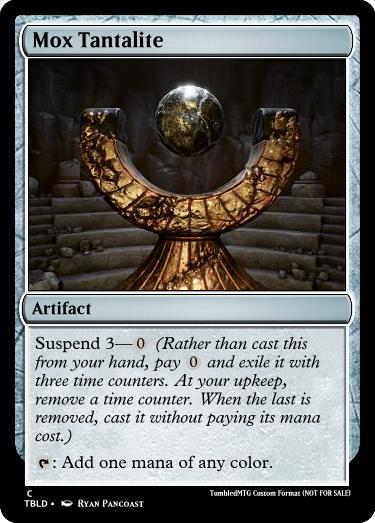 Mox Tantalite
Artifact
Suspend 3—0 (Rather than cast this
from your hand, pay 0 and exile it with
three time counters. At your upkeep,
remove a time counter. When the last is
removed, cast it without paying its mana
cost.)
: Add one mana of any color.
C
TBLD • Ryan Pancoast
TumbledMTG Custom Format (NOT FOR SALE)